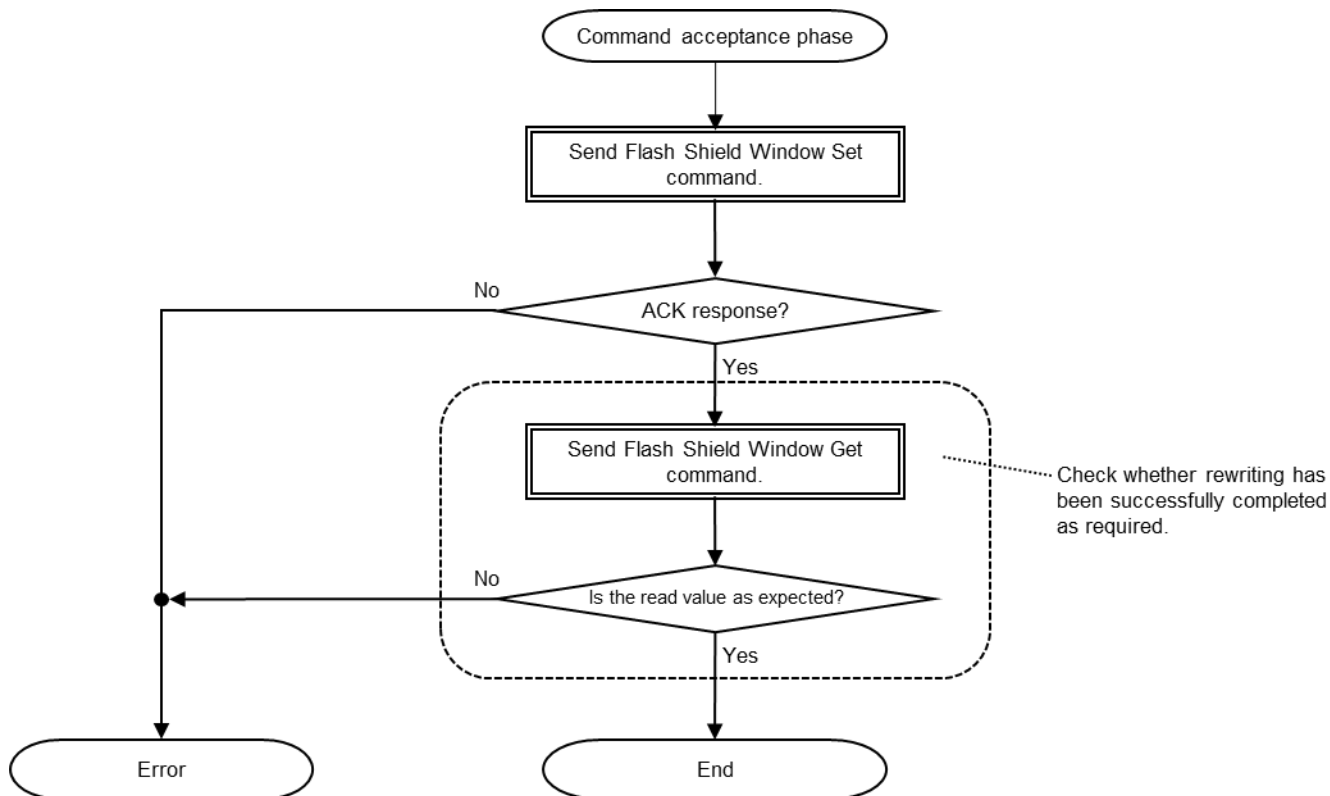 Command acceptance phase
Send Flash Shield Window Set
command.
No
ACK response?
Yes
Send Flash Shield Window Get
command.
Check whether rewriting has
been successfully completed
as required.
No
Is the read value as expected?
Yes
Error
End